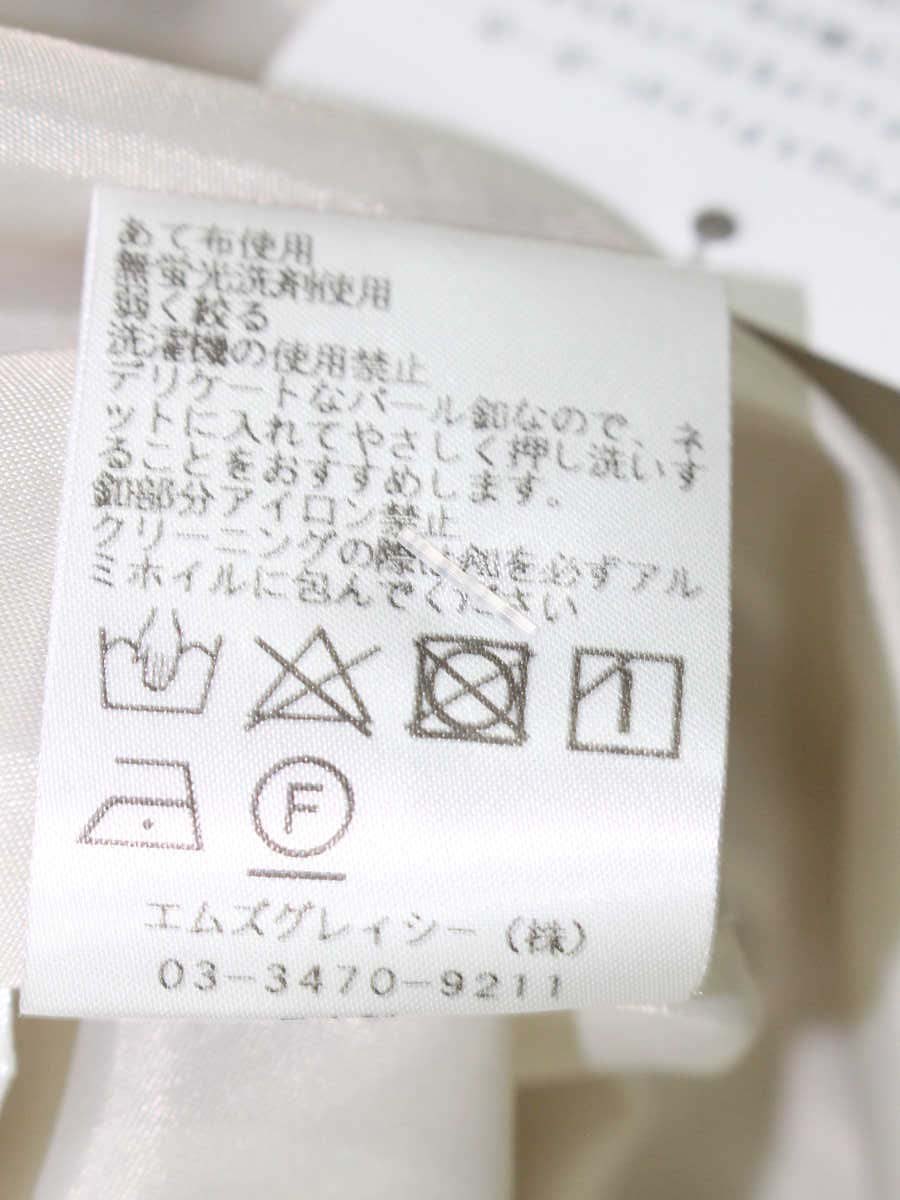 あて布使用
無蛍光洗剤使用
弱く絞る
洗濯機の使用禁止
デリケートなパール釦なので、ネ
ットに入れてやさしく押し洗いす
ることをおすすめします。
釦部分アイロン禁止
クリーニングの際は釦を必ずアル
ミホイルに包んでください
F
エムズグレイシー（株）
03-3470-9211